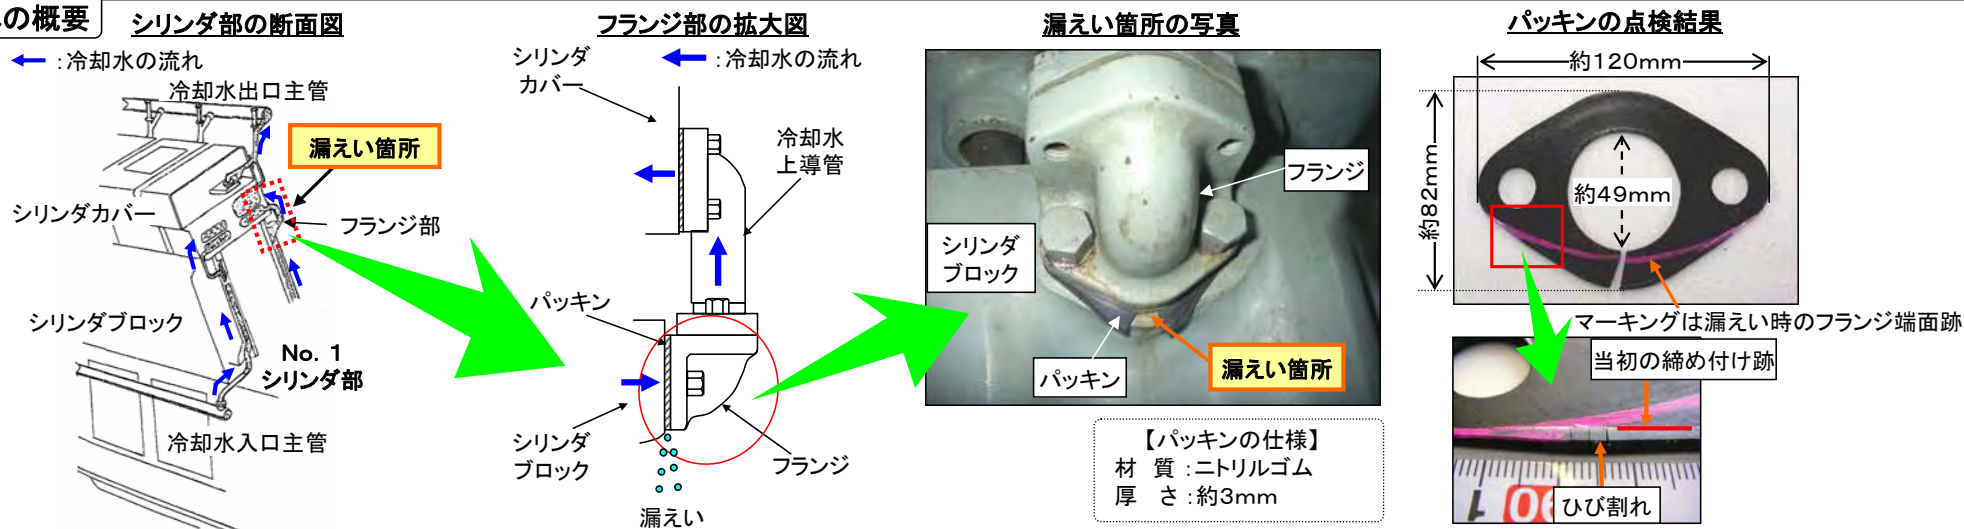 の概要
シリンダ部の断面図
：冷却水の流れ
冷却水出口主管
漏えい箇所
シリンダカバー
フランジ部
シリンダブロック
No. 1
シリンダ部
冷却水入口主管
フランジ部の拡大図
：冷却水の流れ
シリンダ
カバー
冷却水
上導管
パッキン
シリンダ
ブロック
フランジ
漏えい
漏えい箇所の写真
フランジ
シリンダ
ブロック
パッキン
漏えい箇所
【パッキンの仕様】
材 質：ニトリルゴム
厚 さ：約3mm
パッキンの点検結果
約120mm
約82mm
約49mm
マーキングは漏えい時のフランジ端面跡
当初の締め付け跡
ひび割れ
1